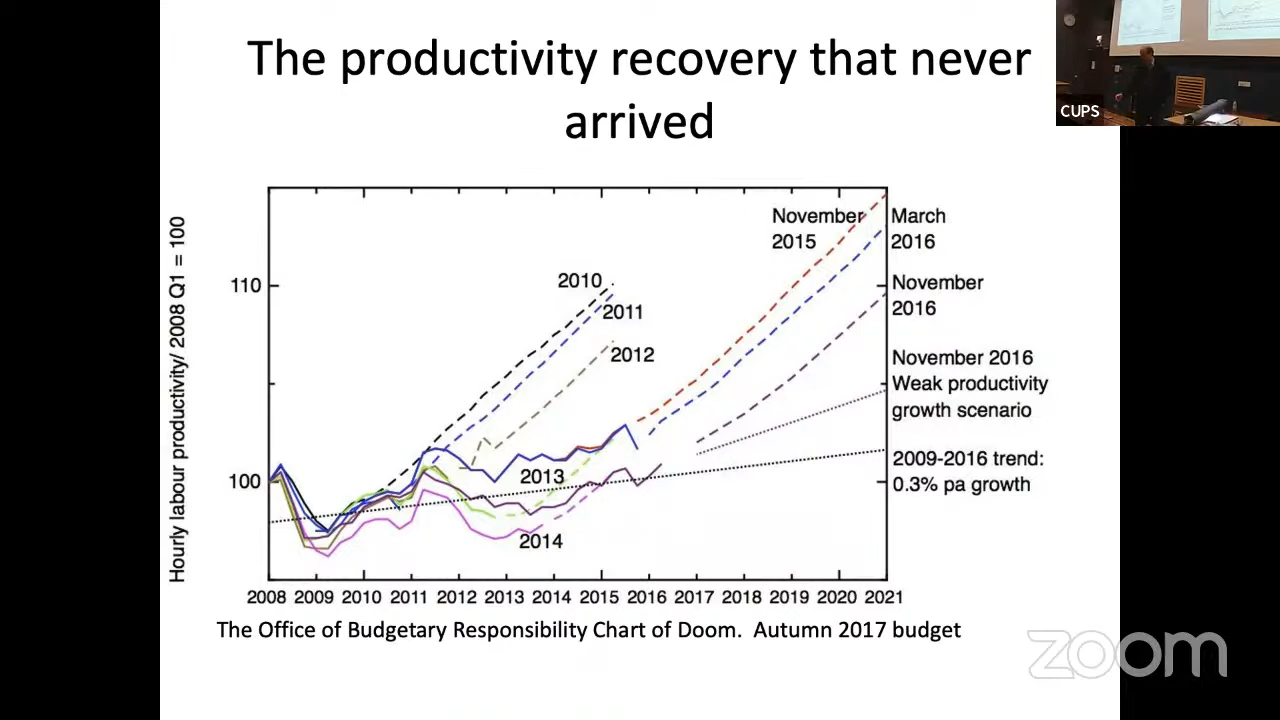 The productivity recovery that never
arrived
CUPS
Hourly labour productivity/ 2008 Q1 = 100
110
100
2010
2011
2012
2013
2014
November
2015
March
2016
November
2016
November 2016
Weak productivity
growth scenario
2009-2016 trend:
0.3% pa growth
2008 2009 2010 2011 2012 2013 2014 2015 2016 2017 2018 2019 2020 2021
The Office of Budgetary Responsibility Chart of Doom. Autumn 2017 budget
zoom